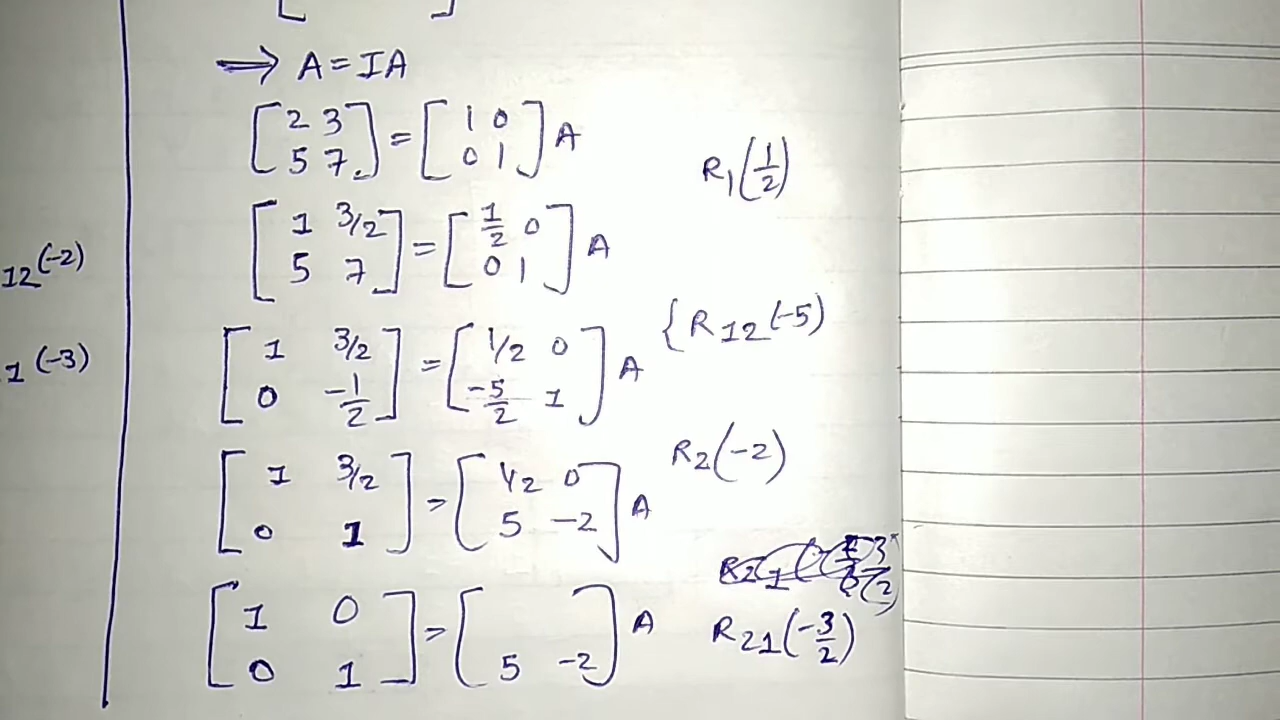 ⇒ A = IA
[2 3 = [1 0 A
5 7] 0 1]
R1(1/2)
[1 3/2 = [1/2 0 A
5 7] 0 1]
12(-2)
{R12(-5)
[1 3/2 = [1/2 0 A
0 -1/2] -5/2 1]
1(-3)
R2(-2)
[1 3/2 = [1/2 0 A
0 1] 5 -2]
R21(-3/2)
[1 0 = [ A
0 1] 5 -2]